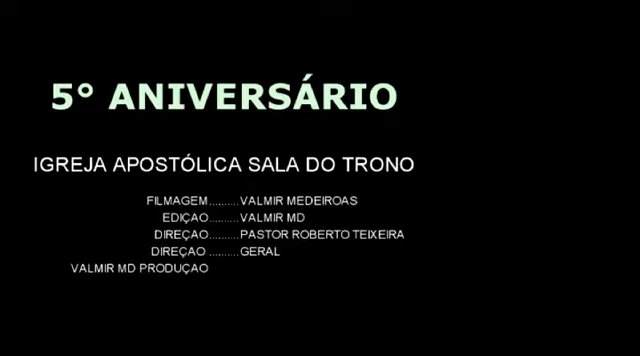 5° ANIVERSÁRIO
IGREJA APOSTÓLICA SALA DO TRONO
FILMAGEM..........VALMIR MEDEIROAS
EDIÇAO..........VALMIR MD
DIREÇAO..........PASTOR ROBERTO TEIXEIRA
DIREÇAO ..........GERAL
VALMIR MD PRODUÇAO